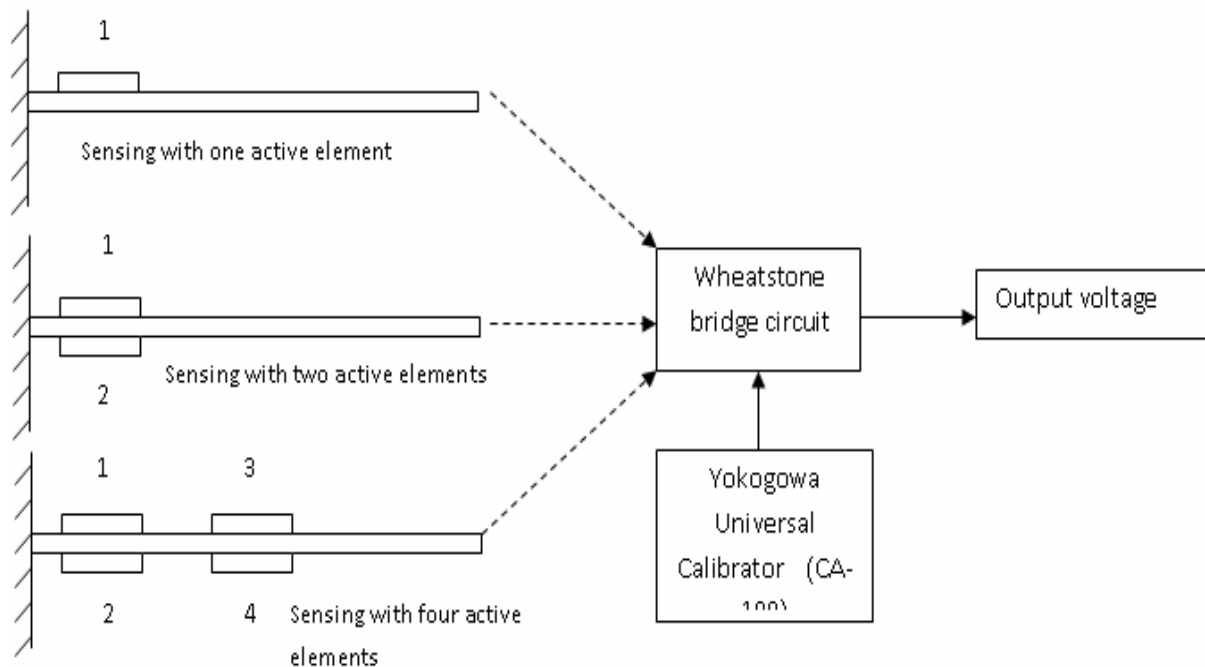 1
Sensing with one active element
1
2
Sensing with two active elements
1 3
2 4
Sensing with four active
elements
Wheatstone
bridge circuit
Output voltage
Yokogowa
Universal
Calibrator (CA-